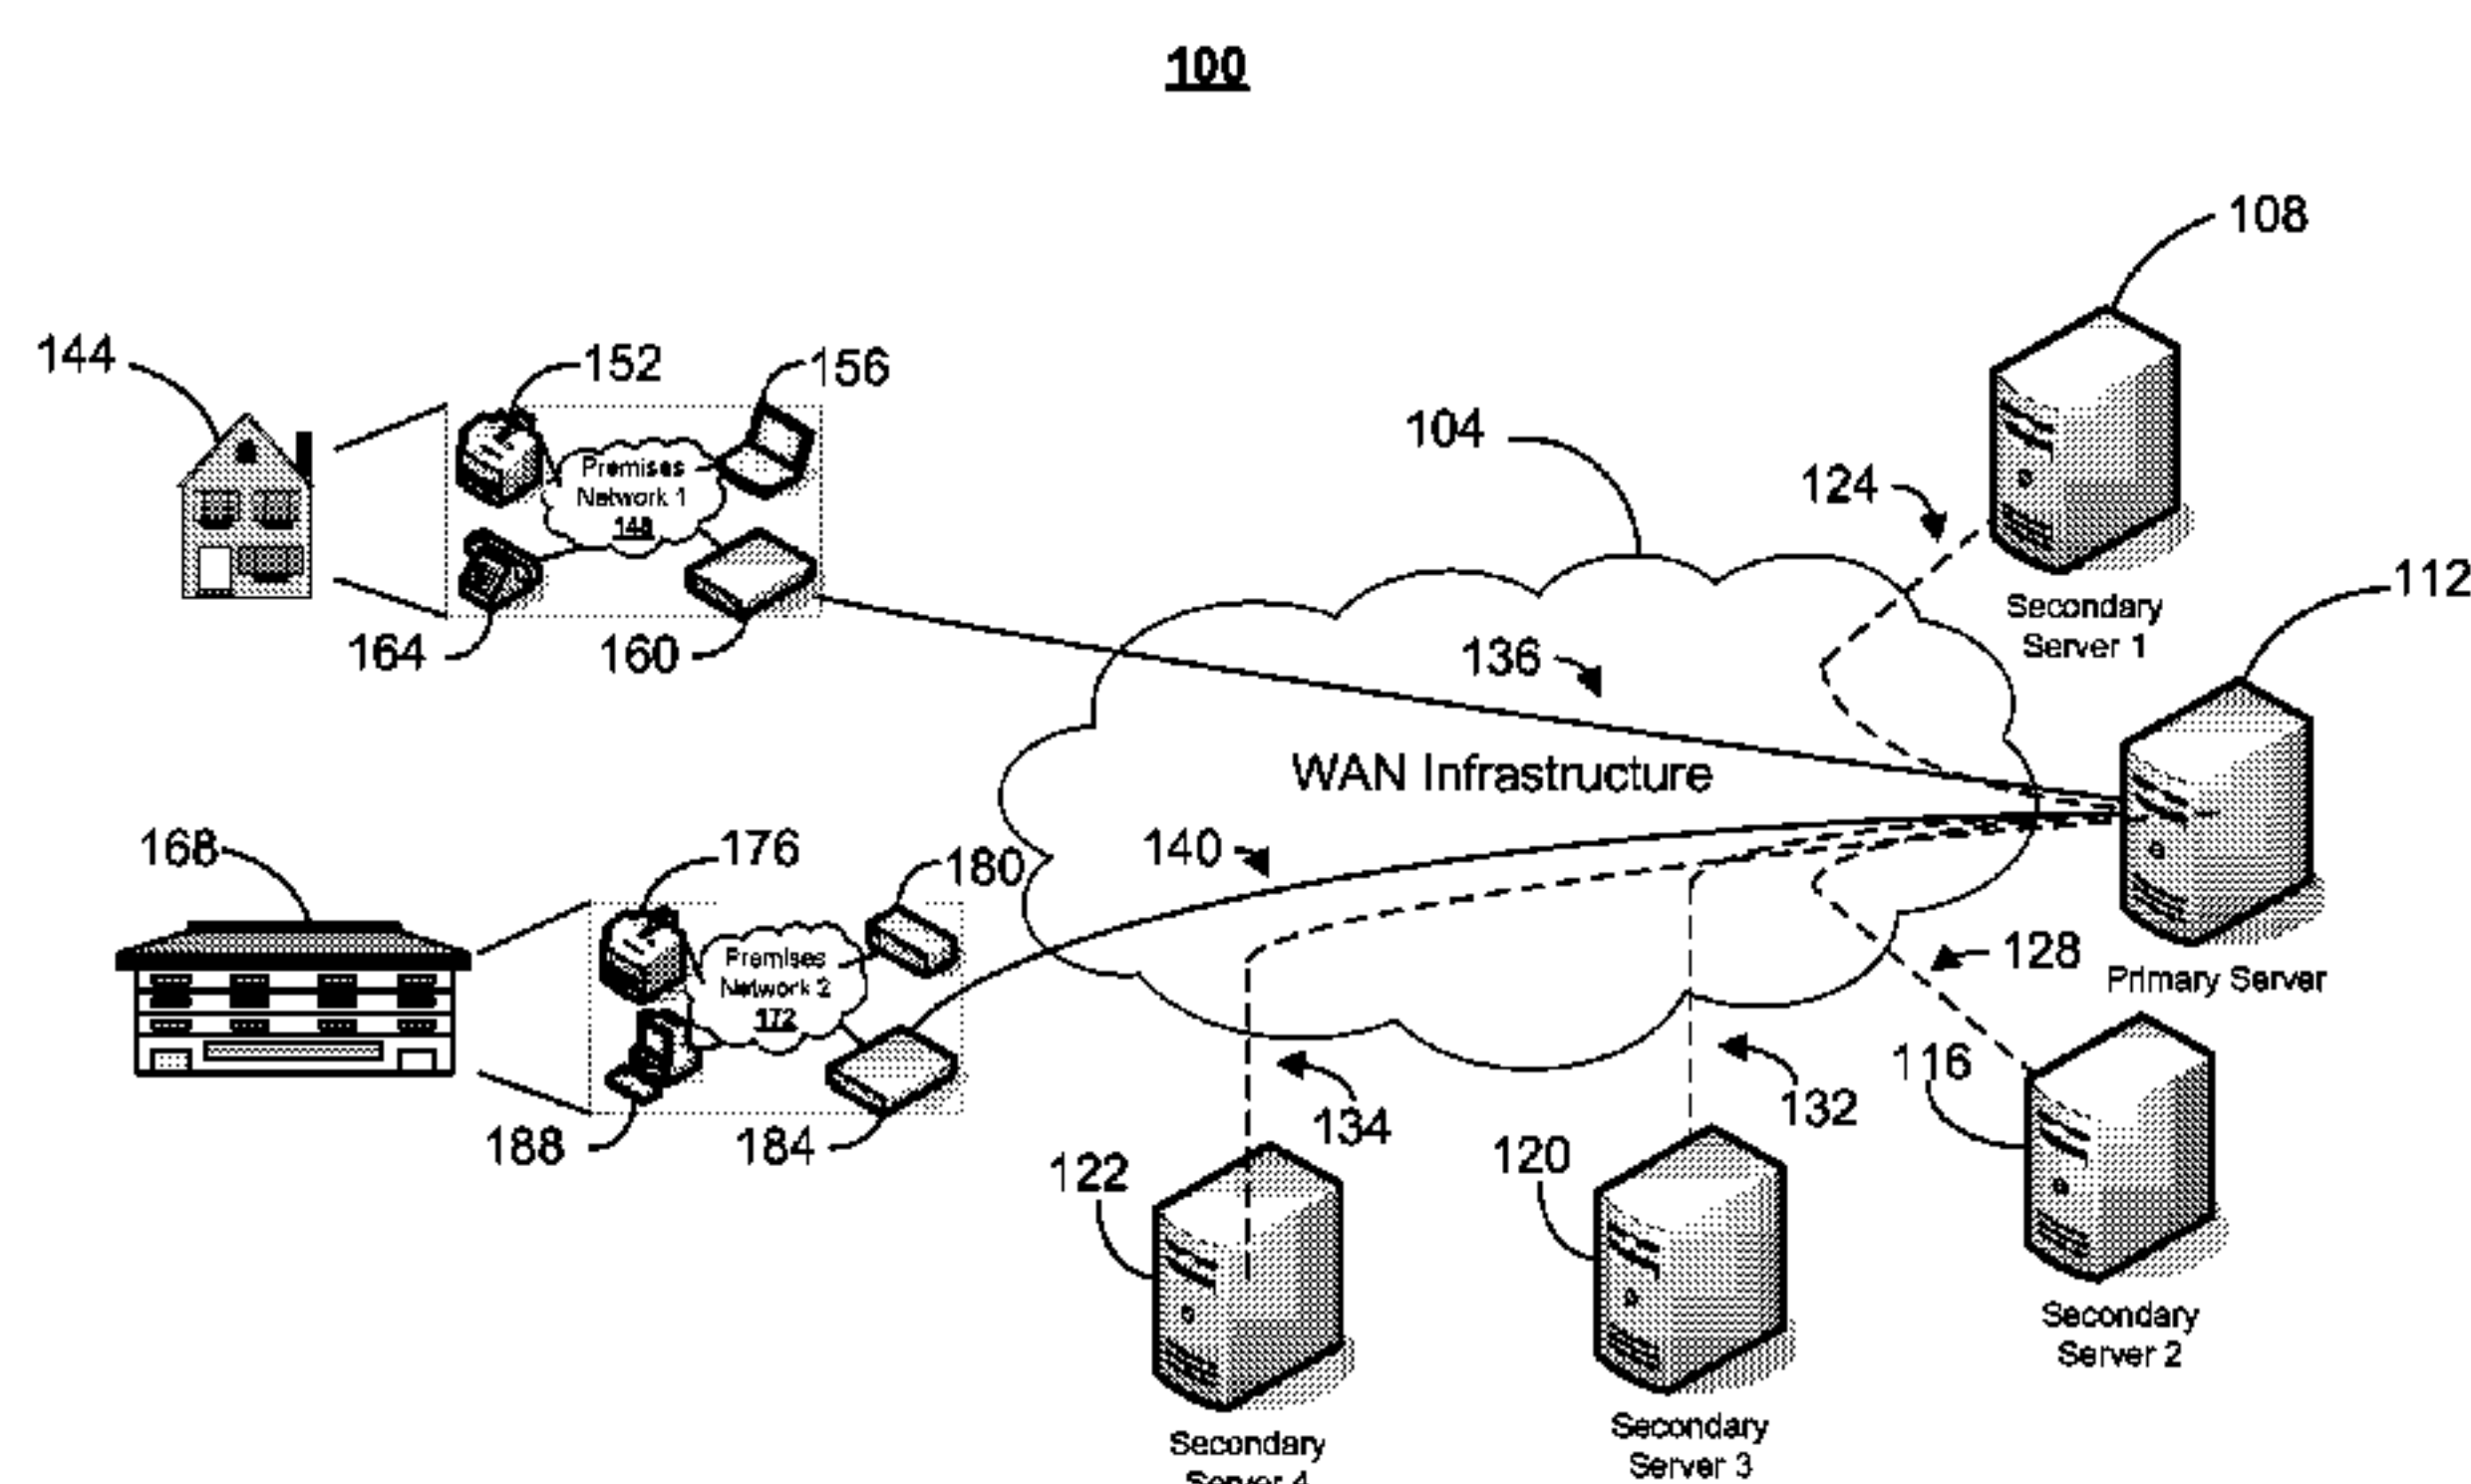 100
108
144
152
156
104
124
Premises
Network 1
148
112
Secondary
Server 1
164
160
136
WAN Infrastructure
168
176
180
140
Premises
Network 2
172
128
Primary Server
116
188
184
134
132
122
120
Secondary
Server 2
Secondary
Server 3
Secondary
Server 4